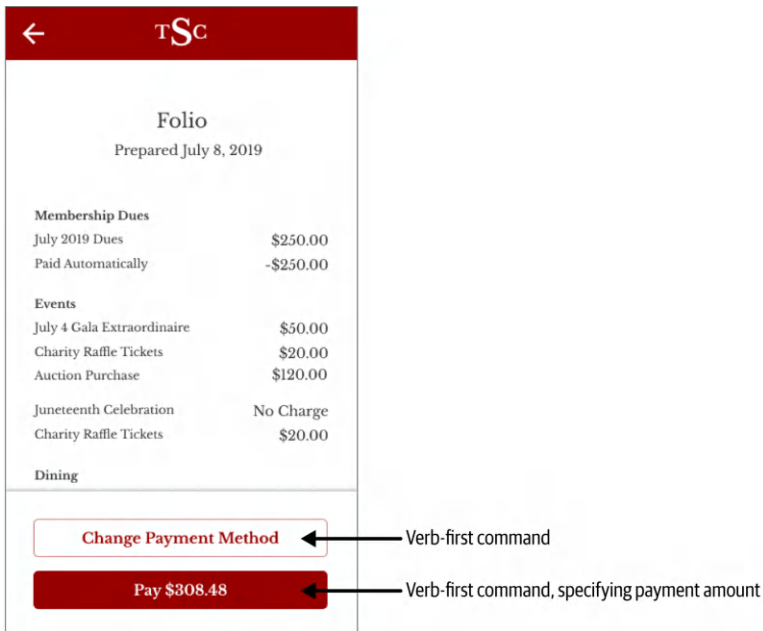 TSC
Folio
Prepared July 8, 2019
Membership Dues
July 2019 Dues $250.00
Paid Automatically -$250.00
Events
July 4 Gala Extraordinaire $50.00
Charity Raffle Tickets $20.00
Auction Purchase $120.00
Juneteenth Celebration No Charge
Charity Raffle Tickets $20.00
Dining
Change Payment Method Verb-first command
Pay $308.48 Verb-first command, specifying payment amount